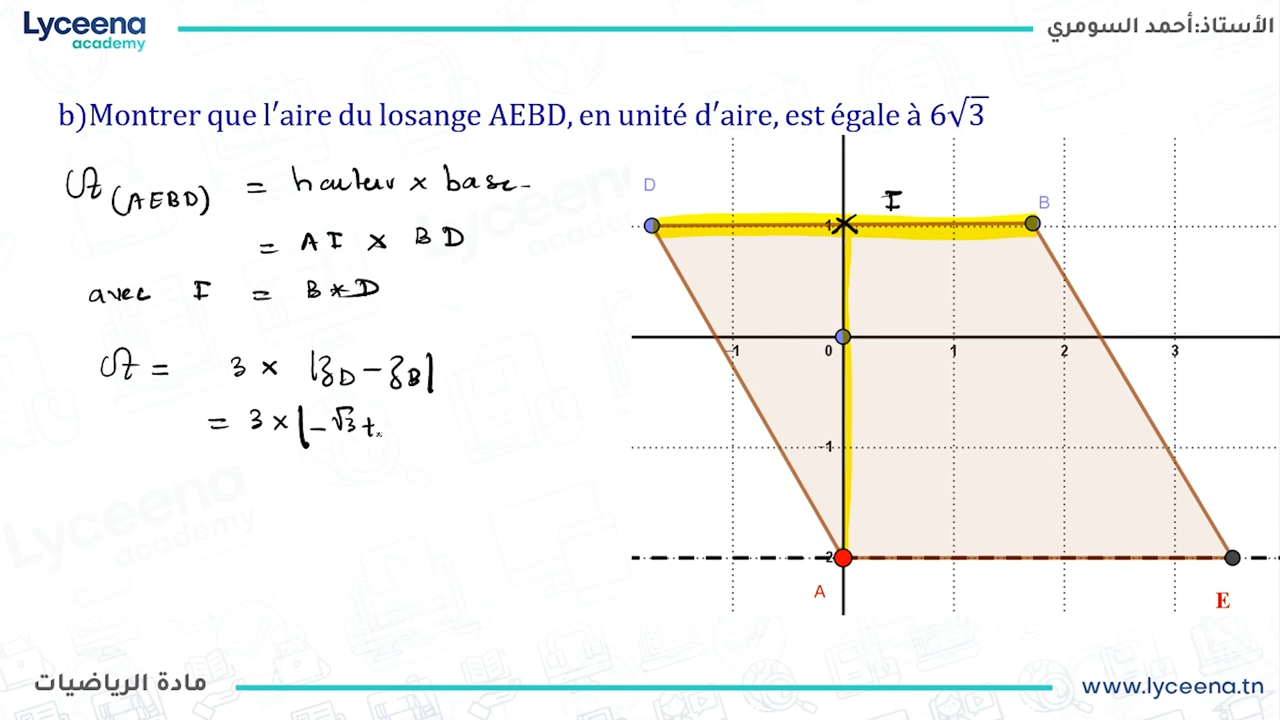 Lyceena
academy
الأستاذ:أحمد السومري
b)Montrer que l′aire du losange AEBD, en unité d′aire, est égale à 6√3
𝒜(AEBD) = hauteur × base
= AI × BD
avec I = B*D
𝒜 = 3 × |ʒD − ʒB|
= 3 × |−√3 +
D
I
B
1
-1
0
1
2
3
-1
-2
A
E
مادة الرياضيات
www.lyceena.tn